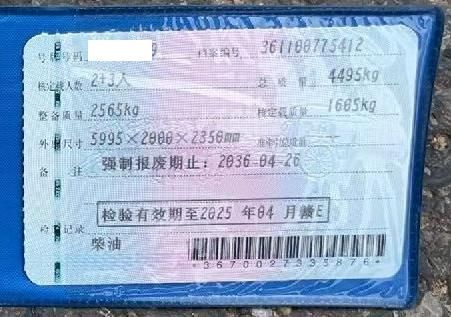 号牌号码 9 档案编号 361100775412
核定载人数 2+3人 总质量 4495kg
整备质量 2565kg 核定载质量 1605kg
外廓尺寸 5995×2000×2350mm 准牵引总质量 —
备注 强制报废期止：2036-04-26
检验有效期至2025年04月赣E
检验记录
柴油
*3670027335876*